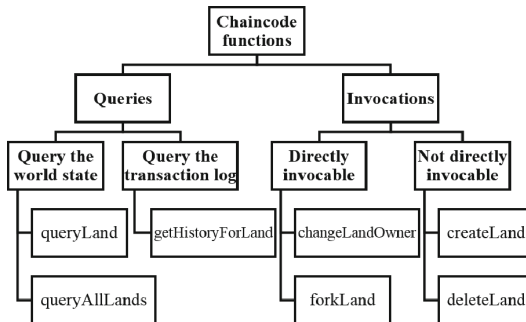 Chaincode
functions
Queries
Invocations
Query the
world state
Query the
transaction log
Directly
invocable
Not directly
invocable
queryLand
getHistoryForLand
changeLandOwner
createLand
queryAllLands
forkLand
deleteLand